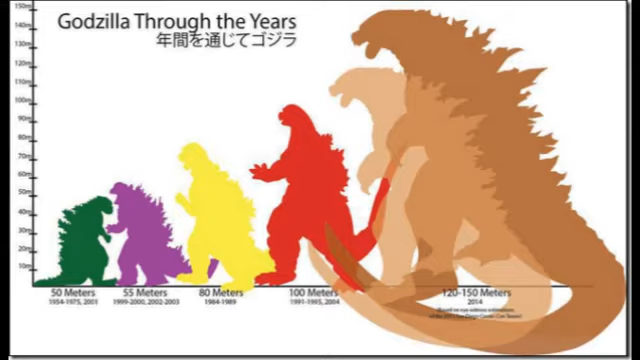 Godzilla Through the Years
年間を通じてゴジラ
150m
140m
130m
120m
110m
100m
90m
80m
70m
60m
50m
40m
30m
20m
10m
50 Meters
1954-1975, 2001
55 Meters
1999-2000, 2002-2003
80 Meters
1984-1989
100 Meters
1991-1995, 2004
120-150 Meters
2014